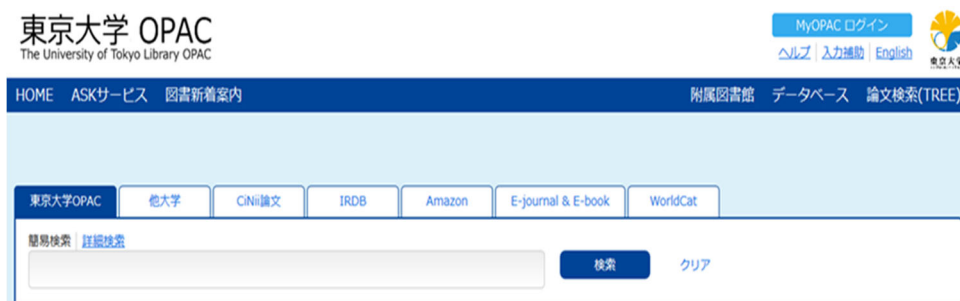 東京大学 OPAC
The University of Tokyo Library OPAC
MyOPAC ログイン
ヘルプ 入力補助 English
東京大学
HOME ASKサービス 図書新着案内 附属図書館 データベース 論文検索(TREE)
東京大学OPAC 他大学 CiNii論文 IRDB Amazon E-journal & E-book WorldCat
簡易検索 詳細検索
検索 クリア